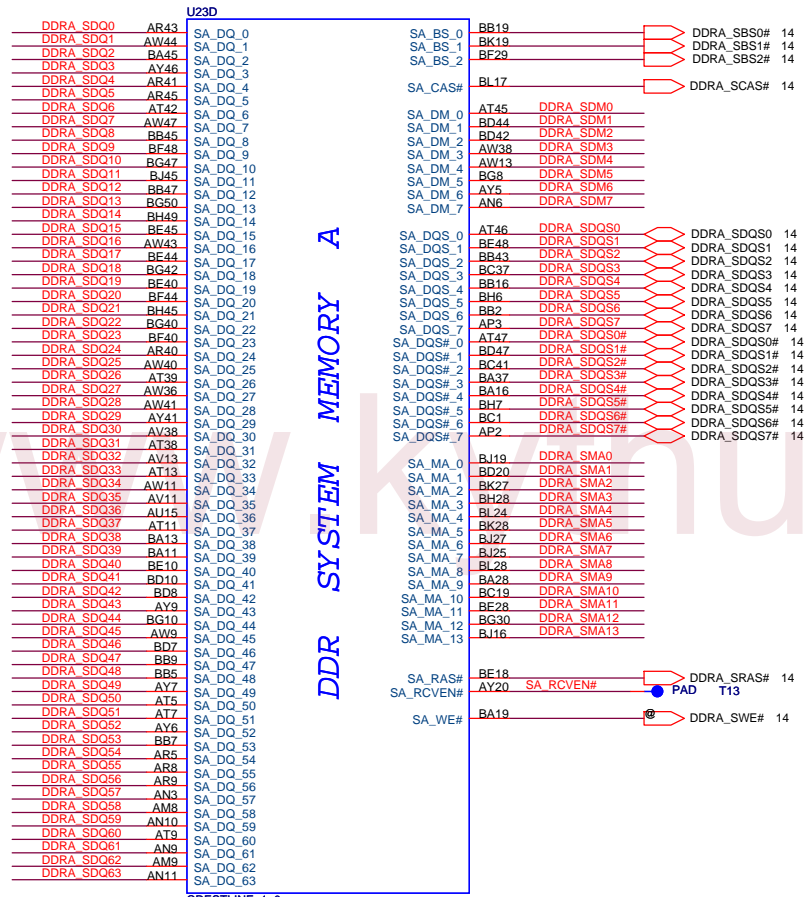 U23D
DDRA_SDQ0 AR43 SA_DQ_0
DDRA_SDQ1 AW44 SA_DQ_1
DDRA_SDQ2 BA45 SA_DQ_2
DDRA_SDQ3 AY46 SA_DQ_3
DDRA_SDQ4 AR41 SA_DQ_4
DDRA_SDQ5 AR45 SA_DQ_5
DDRA_SDQ6 AT42 SA_DQ_6
DDRA_SDQ7 AW47 SA_DQ_7
DDRA_SDQ8 BB45 SA_DQ_8
DDRA_SDQ9 BF48 SA_DQ_9
DDRA_SDQ10 BG47 SA_DQ_10
DDRA_SDQ11 BJ45 SA_DQ_11
DDRA_SDQ12 BB47 SA_DQ_12
DDRA_SDQ13 BG50 SA_DQ_13
DDRA_SDQ14 BH49 SA_DQ_14
DDRA_SDQ15 BE45 SA_DQ_15
DDRA_SDQ16 AW43 SA_DQ_16
DDRA_SDQ17 BE44 SA_DQ_17
DDRA_SDQ18 BG42 SA_DQ_18
DDRA_SDQ19 BE40 SA_DQ_19
DDRA_SDQ20 BF44 SA_DQ_20
DDRA_SDQ21 BH45 SA_DQ_21
DDRA_SDQ22 BG40 SA_DQ_22
DDRA_SDQ23 BF40 SA_DQ_23
DDRA_SDQ24 AR40 SA_DQ_24
DDRA_SDQ25 AW40 SA_DQ_25
DDRA_SDQ26 AT39 SA_DQ_26
DDRA_SDQ27 AW36 SA_DQ_27
DDRA_SDQ28 AW41 SA_DQ_28
DDRA_SDQ29 AY41 SA_DQ_29
DDRA_SDQ30 AV38 SA_DQ_30
DDRA_SDQ31 AT38 SA_DQ_31
DDRA_SDQ32 AV13 SA_DQ_32
DDRA_SDQ33 AT13 SA_DQ_33
DDRA_SDQ34 AW11 SA_DQ_34
DDRA_SDQ35 AV11 SA_DQ_35
DDRA_SDQ36 AU15 SA_DQ_36
DDRA_SDQ37 AT11 SA_DQ_37
DDRA_SDQ38 BA13 SA_DQ_38
DDRA_SDQ39 BA11 SA_DQ_39
DDRA_SDQ40 BE10 SA_DQ_40
DDRA_SDQ41 BD10 SA_DQ_41
DDRA_SDQ42 BD8 SA_DQ_42
DDRA_SDQ43 AY9 SA_DQ_43
DDRA_SDQ44 BG10 SA_DQ_44
DDRA_SDQ45 AW9 SA_DQ_45
DDRA_SDQ46 BD7 SA_DQ_46
DDRA_SDQ47 BB9 SA_DQ_47
DDRA_SDQ48 BB5 SA_DQ_48
DDRA_SDQ49 AY7 SA_DQ_49
DDRA_SDQ50 AT5 SA_DQ_50
DDRA_SDQ51 AT7 SA_DQ_51
DDRA_SDQ52 AY6 SA_DQ_52
DDRA_SDQ53 BB7 SA_DQ_53
DDRA_SDQ54 AR5 SA_DQ_54
DDRA_SDQ55 AR8 SA_DQ_55
DDRA_SDQ56 AR9 SA_DQ_56
DDRA_SDQ57 AN3 SA_DQ_57
DDRA_SDQ58 AM8 SA_DQ_58
DDRA_SDQ59 AN10 SA_DQ_59
DDRA_SDQ60 AT9 SA_DQ_60
DDRA_SDQ61 AN9 SA_DQ_61
DDRA_SDQ62 AM9 SA_DQ_62
DDRA_SDQ63 AN11 SA_DQ_63
DDR SYSTEM MEMORY A
SA_BS_0 BB19 DDRA_SBS0# 14
SA_BS_1 BK19 DDRA_SBS1# 14
SA_BS_2 BF29 DDRA_SBS2# 14
SA_CAS# BL17 DDRA_SCAS# 14
SA_DM_0 AT45 DDRA_SDM0
SA_DM_1 BD44 DDRA_SDM1
SA_DM_2 BD42 DDRA_SDM2
SA_DM_3 AW38 DDRA_SDM3
SA_DM_4 AW13 DDRA_SDM4
SA_DM_5 BG8 DDRA_SDM5
SA_DM_6 AY5 DDRA_SDM6
SA_DM_7 AN6 DDRA_SDM7
SA_DQS_0 AT46 DDRA_SDQS0 DDRA_SDQS0 14
SA_DQS_1 BE48 DDRA_SDQS1 DDRA_SDQS1 14
SA_DQS_2 BB43 DDRA_SDQS2 DDRA_SDQS2 14
SA_DQS_3 BC37 DDRA_SDQS3 DDRA_SDQS3 14
SA_DQS_4 BB16 DDRA_SDQS4 DDRA_SDQS4 14
SA_DQS_5 BH6 DDRA_SDQS5 DDRA_SDQS5 14
SA_DQS_6 BB2 DDRA_SDQS6 DDRA_SDQS6 14
SA_DQS_7 AP3 DDRA_SDQS7 DDRA_SDQS7 14
SA_DQS#_0 AT47 DDRA_SDQS0# DDRA_SDQS0# 14
SA_DQS#_1 BD47 DDRA_SDQS1# DDRA_SDQS1# 14
SA_DQS#_2 BC41 DDRA_SDQS2# DDRA_SDQS2# 14
SA_DQS#_3 BA37 DDRA_SDQS3# DDRA_SDQS3# 14
SA_DQS#_4 BA16 DDRA_SDQS4# DDRA_SDQS4# 14
SA_DQS#_5 BH7 DDRA_SDQS5# DDRA_SDQS5# 14
SA_DQS#_6 BC1 DDRA_SDQS6# DDRA_SDQS6# 14
SA_DQS#_7 AP2 DDRA_SDQS7# DDRA_SDQS7# 14
SA_MA_0 BJ19 DDRA_SMA0
SA_MA_1 BD20 DDRA_SMA1
SA_MA_2 BK27 DDRA_SMA2
SA_MA_3 BH28 DDRA_SMA3
SA_MA_4 BL24 DDRA_SMA4
SA_MA_5 BK28 DDRA_SMA5
SA_MA_6 BJ27 DDRA_SMA6
SA_MA_7 BJ25 DDRA_SMA7
SA_MA_8 BL28 DDRA_SMA8
SA_MA_9 BA28 DDRA_SMA9
SA_MA_10 BC19 DDRA_SMA10
SA_MA_11 BE28 DDRA_SMA11
SA_MA_12 BG30 DDRA_SMA12
SA_MA_13 BJ16 DDRA_SMA13
SA_RAS# BE18 DDRA_SRAS# 14
SA_RCVEN# AY20 SA_RCVEN# PAD T13
SA_WE# BA19 @ DDRA_SWE# 14